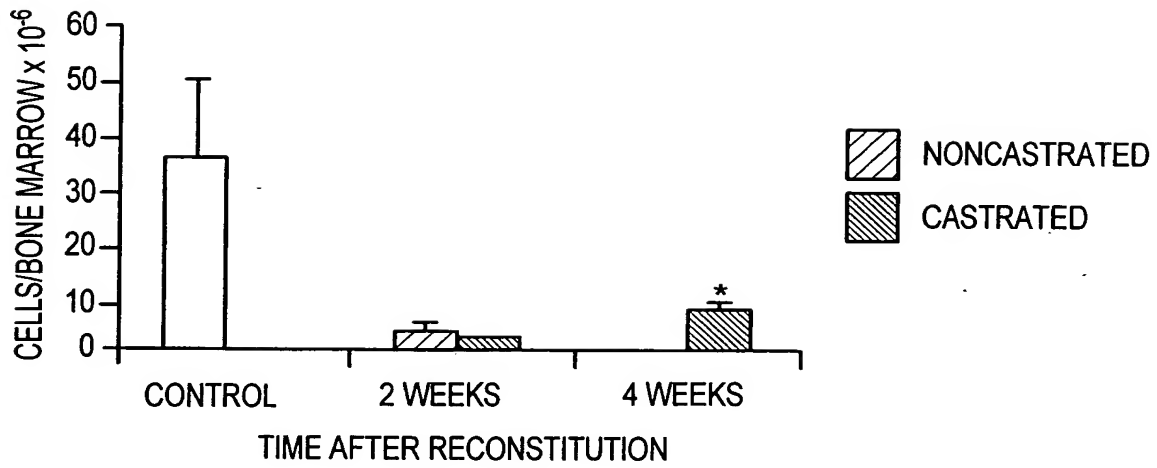 CELLS/BONE MARROW x 10-6
60
50
40
30
20
10
0
*
CONTROL
2 WEEKS
4 WEEKS
TIME AFTER RECONSTITUTION
NONCASTRATED
CASTRATED